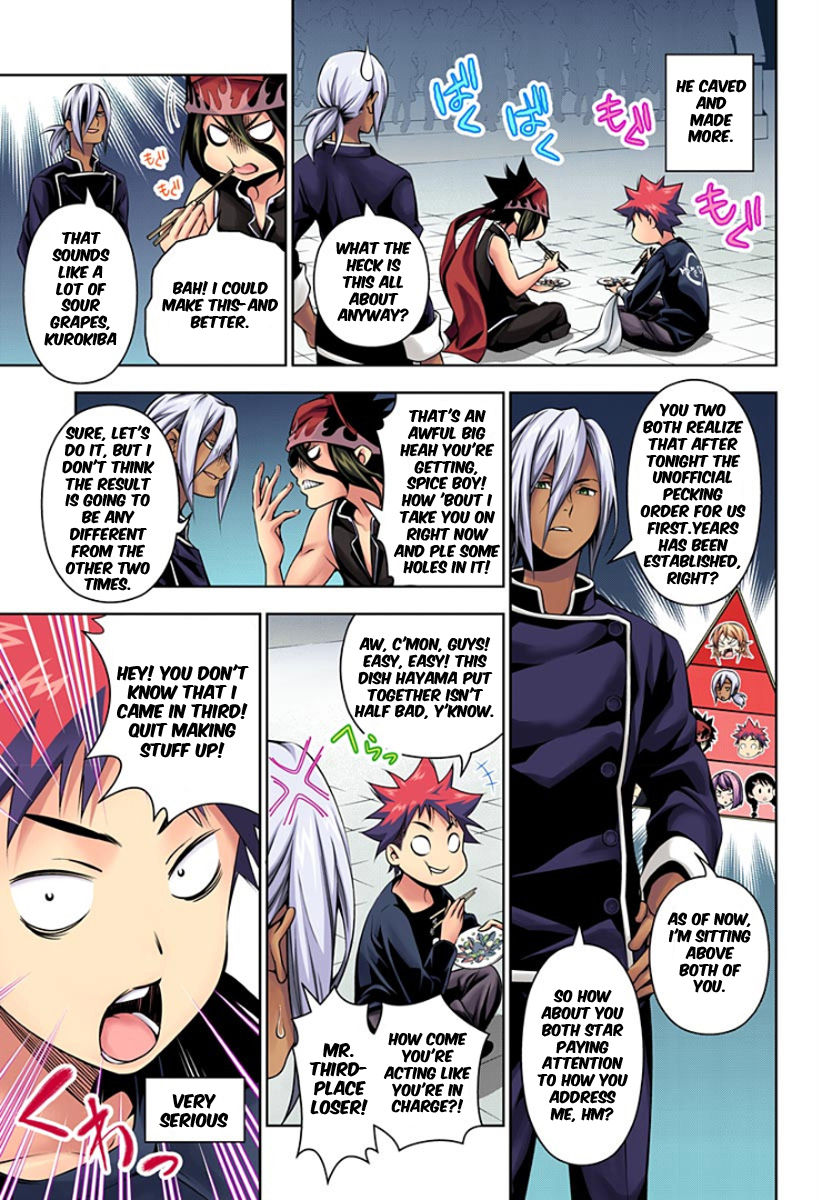 HE CAVED
AND
MADE
MORE.
ばく
ばく
もぐ
もぐ
WHAT THE
HECK IS
THIS ALL
ABOUT
ANYWAY?
もぐ
もぐ
BAH! I COULD
MAKE THIS-AND
BETTER.
THAT
SOUNDS
LIKE A
LOT OF
SOUR
GRAPES,
KUROKIBA
YOU TWO
BOTH REALIZE
THAT AFTER
TONIGHT THE
UNOFFICIAL
PECKING
ORDER FOR US
FIRST.YEARS
HAS BEEN
ESTABLISHED,
RIGHT?
AS OF NOW,
I'M SITTING
ABOVE
BOTH OF
YOU.
SO HOW
ABOUT YOU
BOTH STAR
PAYING
ATTENTION
TO HOW YOU
ADDRESS
ME, HM?
THAT'S AN
AWFUL BIG
HEAH YOU'RE
GETTING,
SPICE BOY!
HOW 'BOUT I
TAKE YOU ON
RIGHT NOW
AND PLE SOME
HOLES IN IT!
SURE, LET'S
DO IT, BUT I
DON'T THINK
THE RESULT
IS GOING TO
BE ANY
DIFFERENT
FROM THE
OTHER TWO
TIMES.
AW, C'MON, GUYS!
EASY, EASY! THIS
DISH HAYAMA PUT
TOGETHER ISN'T
HALF BAD, Y'KNOW.
へらっ
HOW COME
YOU'RE
ACTING LIKE
YOU'RE IN
CHARGE?!
MR.
THIRD-
PLACE
LOSER!
HEY! YOU DON'T
KNOW THAT I
CAME IN THIRD!
QUIT MAKING
STUFF UP!
VERY
SERIOUS
くわっ